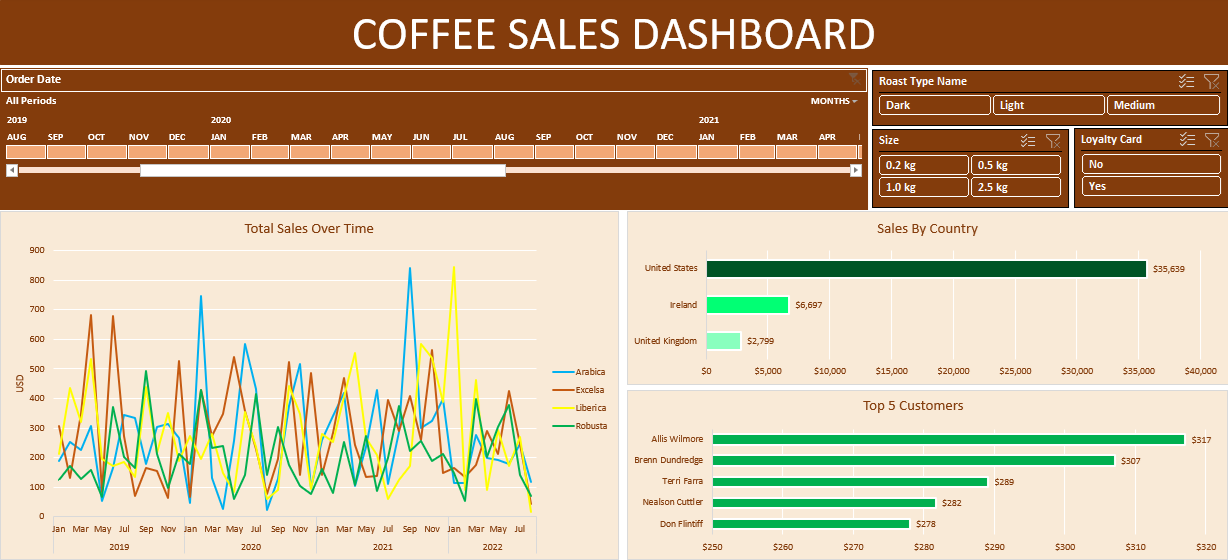 COFFEE SALES DASHBOARD
Order Date
All Periods
MONTHS
2019 2020 2021
AUG SEP OCT NOV DEC JAN FEB MAR APR MAY JUN JUL AUG SEP OCT NOV DEC JAN FEB MAR APR
Roast Type Name
Dark Light Medium
Size
0.2 kg 0.5 kg
1.0 kg 2.5 kg
Loyalty Card
No
Yes
Total Sales Over Time
900
800
700
600
500
400
300
200
100
0
USD
Jan Mar May Jul Sep Nov Jan Mar May Jul Sep Nov Jan Mar May Jul Sep Nov Jan Mar May Jul
2019 2020 2021 2022
Arabica
Excelsa
Liberica
Robusta
Sales By Country
United States $35,639
Ireland $6,697
United Kingdom $2,799
$0 $5,000 $10,000 $15,000 $20,000 $25,000 $30,000 $35,000 $40,000
Top 5 Customers
Allis Wilmore $317
Brenn Dundredge $307
Terri Farra $289
Nealson Cuttler $282
Don Flintiff $278
$250 $260 $270 $280 $290 $300 $310 $320